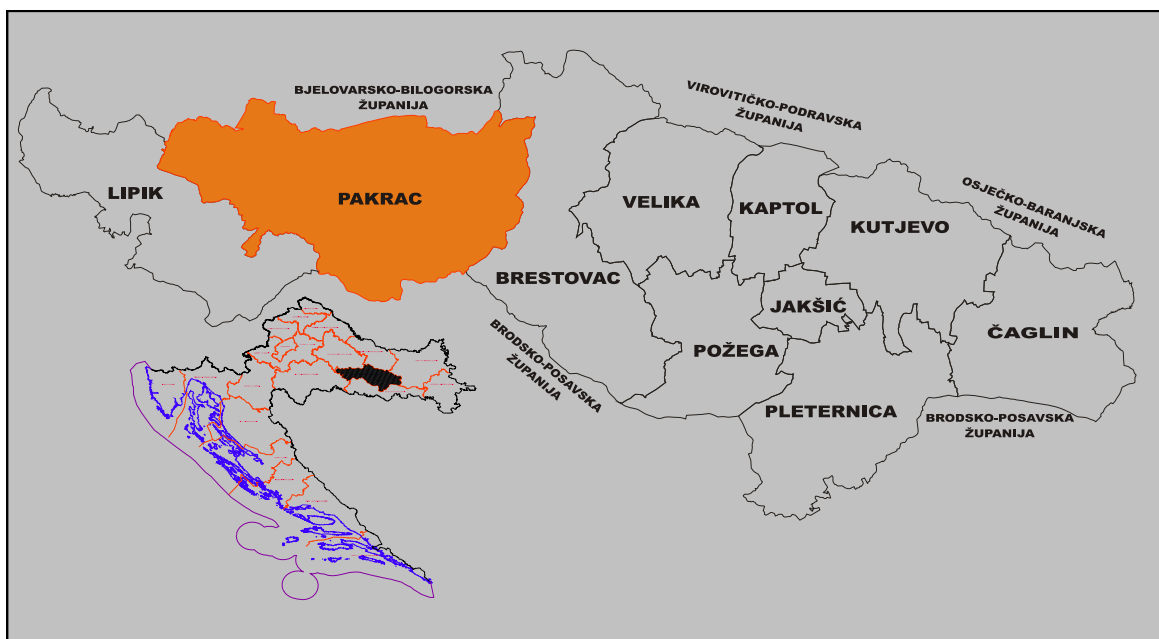 BJELOVARSKO-BILOGORSKA
ŽUPANIJA
VIROVITIČKO-PODRAVSKA
ŽUPANIJA
OSJEČKO-BARANJSKA
ŽUPANIJA
LIPIK
PAKRAC
VELIKA
KAPTOL
KUTJEVO
BRESTOVAC
JAKŠIĆ
ČAGLIN
POŽEGA
BRODSKO-POSAVSKA
ŽUPANIJA
PLETERNICA
BRODSKO-POSAVSKA
ŽUPANIJA